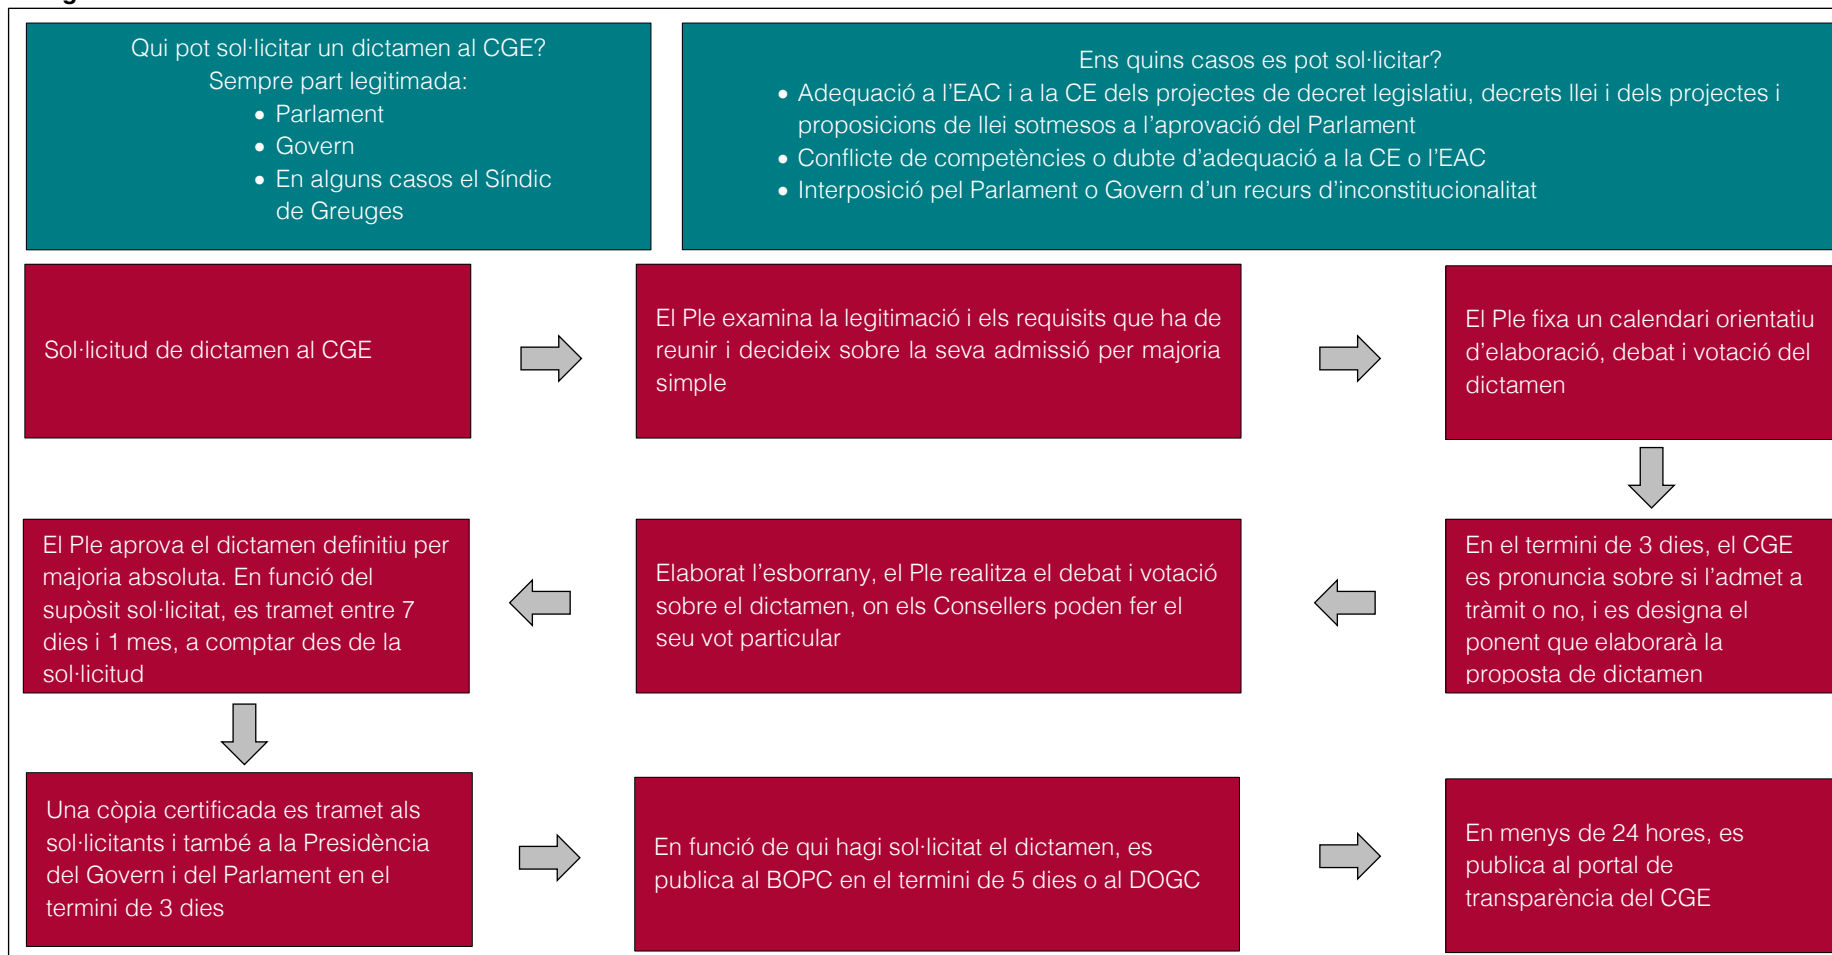 Qui pot sol·licitar un dictamen al CGE?
Sempre part legitimada:
• Parlament
• Govern
• En alguns casos el Síndic
de Greuges
Ens quins casos es pot sol·licitar?
• Adequació a l’EAC i a la CE dels projectes de decret legislatiu, decrets llei i dels projectes i
proposicions de llei sotmesos a l’aprovació del Parlament
• Conflicte de competències o dubte d’adequació a la CE o l’EAC
• Interposició pel Parlament o Govern d’un recurs d’inconstitucionalitat
Sol·licitud de dictamen al CGE
El Ple examina la legitimació i els requisits que ha de
reunir i decideix sobre la seva admissió per majoria
simple
El Ple fixa un calendari orientatiu
d’elaboració, debat i votació del
dictamen
En el termini de 3 dies, el CGE
es pronuncia sobre si l’admet a
tràmit o no, i es designa el
ponent que elaborarà la
proposta de dictamen
Elaborat l’esborrany, el Ple realitza el debat i votació
sobre el dictamen, on els Consellers poden fer el
seu vot particular
El Ple aprova el dictamen definitiu per
majoria absoluta. En funció del
supòsit sol·licitat, es tramet entre 7
dies i 1 mes, a comptar des de la
sol·licitud
Una còpia certificada es tramet als
sol·licitants i també a la Presidència
del Govern i del Parlament en el
termini de 3 dies
En funció de qui hagi sol·licitat el dictamen, es
publica al BOPC en el termini de 5 dies o al DOGC
En menys de 24 hores, es
publica al portal de
transparència del CGE